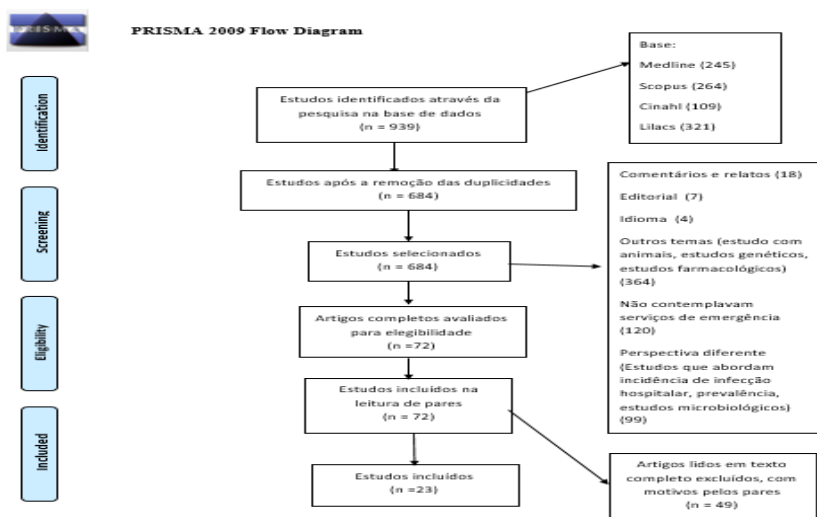 PRISMA
PRISMA 2009 Flow Diagram
Identification
Screening
Eligibility
Included
Estudos identificados através da
pesquisa na base de dados
(n = 939)
Base:
Medline (245)
Scopus (264)
Cinahl (109)
Lilacs (321)
Estudos após a remoção das duplicidades
(n = 684)
Estudos selecionados
(n = 684)
Comentários e relatos (18)
Editorial (7)
Idioma (4)
Outros temas (estudo com
animais, estudos genéticos,
estudos farmacológicos)
(364)
Não contemplavam
serviços de emergência
(120)
Perspectiva diferente
(Estudos que abordam
incidência de infecção
hospitalar, prevalência,
estudos microbiológicos)
(99)
Artigos completos avaliados
para elegibilidade
(n =72)
Estudos incluídos na
leitura de pares
(n = 72)
Estudos incluídos
(n =23)
Artigos lidos em texto
completo excluídos, com
motivos pelos pares
(n = 49)